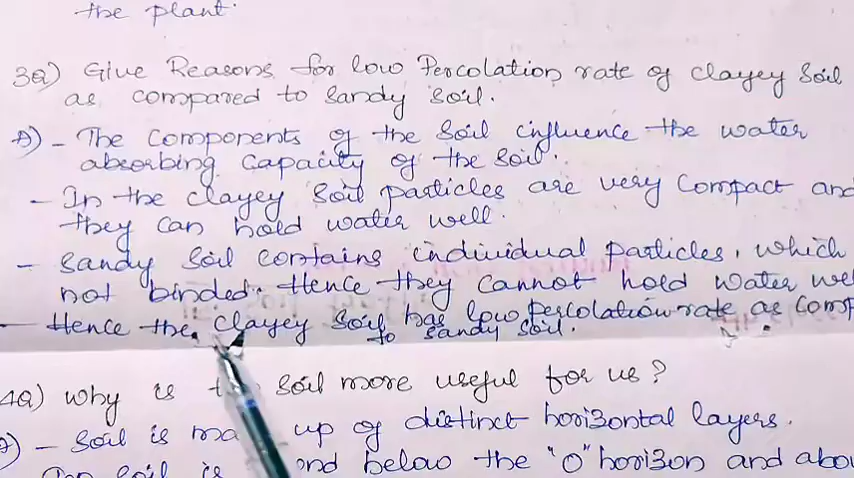 the plant.
3Q) Give Reasons for low Percolation rate of clayey Soil
as compared to Sandy Soil.
A) - The Components of the Soil influence the water
absorbing capacity of the Soil.
- In the clayey Soil particles are very Compact and
they can hold water well.
- Sandy Soil contains individual Particles, which
not binded. Hence they cannot hold Water we
- Hence the clayey Soil has low percolation rate as comp
to sandy soil.
4Q) Why is the soil more useful for us?
- Soil is ma up of distinct horizontal layers.
Soil is and below the "O" horizon and abo